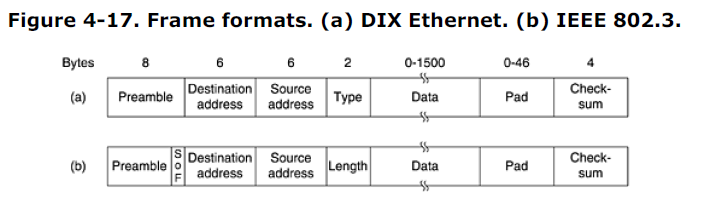 Figure 4-17. Frame formats. (a) DIX Ethernet. (b) IEEE 802.3.
Bytes 8 6 6 2 0-1500 0-46 4
(a) Preamble Destination address Source address Type Data Pad Check-sum
(b) Preamble SoF Destination address Source address Length Data Pad Check-sum